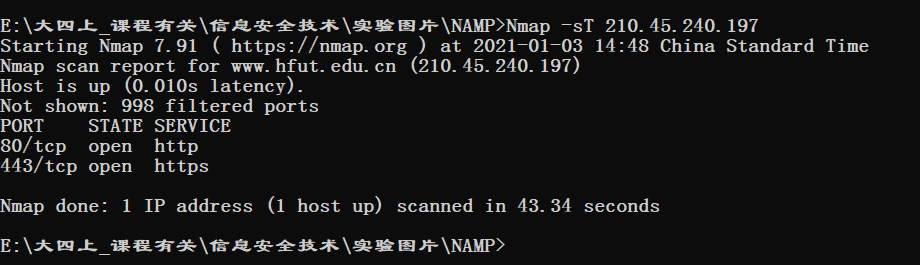 E:\大四上_课程有关\信息安全技术\实验图片\NAMP>Nmap -sT 210.45.240.197
Starting Nmap 7.91 ( https://nmap.org ) at 2021-01-03 14:48 China Standard Time
Nmap scan report for www.hfut.edu.cn (210.45.240.197)
Host is up (0.010s latency).
Not shown: 998 filtered ports
PORT    STATE SERVICE
80/tcp  open  http
443/tcp open  https
Nmap done: 1 IP address (1 host up) scanned in 43.34 seconds
E:\大四上_课程有关\信息安全技术\实验图片\NAMP>